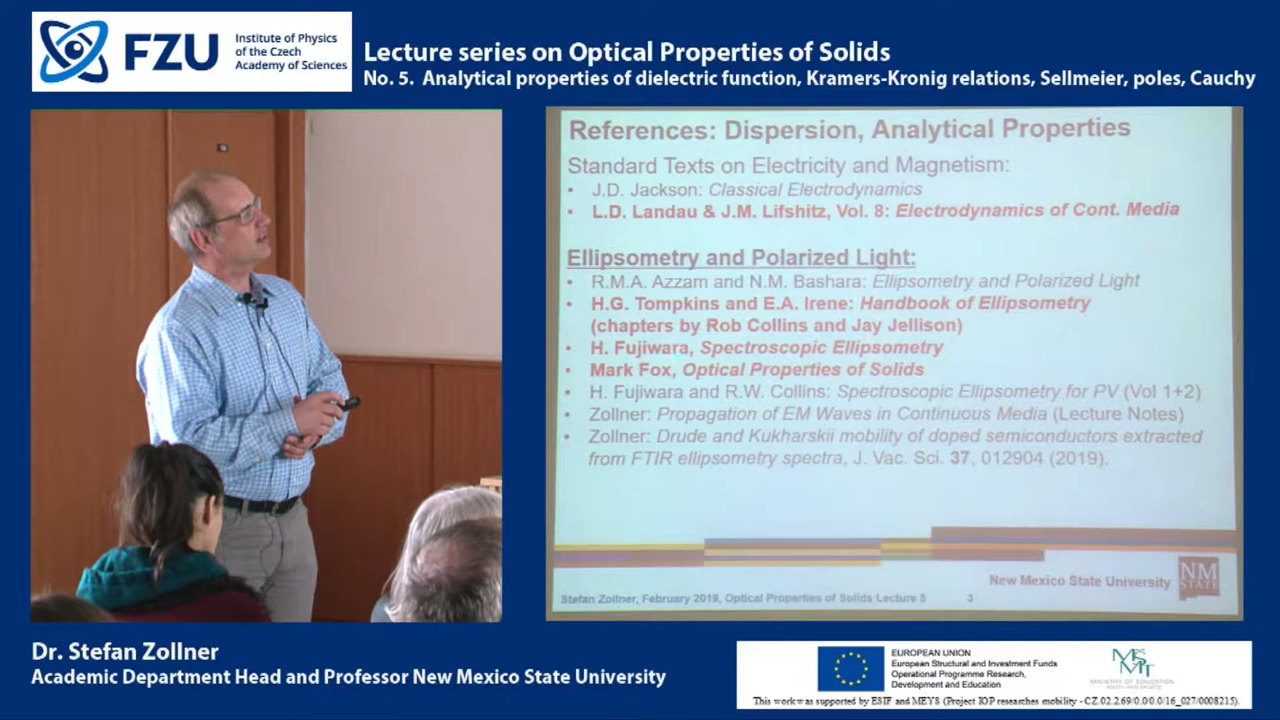 FZU
Institute of Physics
of the Czech
Academy of Sciences
Lecture series on Optical Properties of Solids
No. 5. Analytical properties of dielectric function, Kramers-Kronig relations, Sellmeier, poles, Cauchy
References: Dispersion, Analytical Properties
Standard Texts on Electricity and Magnetism:
• J.D. Jackson: Classical Electrodynamics
• L.D. Landau & J.M. Lifshitz, Vol. 8: Electrodynamics of Cont. Media
Ellipsometry and Polarized Light:
• R.M.A. Azzam and N.M. Bashara: Ellipsometry and Polarized Light
• H.G. Tompkins and E.A. Irene: Handbook of Ellipsometry
(chapters by Rob Collins and Jay Jellison)
• H. Fujiwara, Spectroscopic Ellipsometry
• Mark Fox, Optical Properties of Solids
• H. Fujiwara and R.W. Collins: Spectroscopic Ellipsometry for PV (Vol 1+2)
• Zollner: Propagation of EM Waves in Continuous Media (Lecture Notes)
• Zollner: Drude and Kukharskii mobility of doped semiconductors extracted
from FTIR ellipsometry spectra, J. Vac. Sci. 37, 012904 (2019).
New Mexico State University
NM
STATE
Stefan Zollner, February 2019, Optical Properties of Solids Lecture 5 3
Dr. Stefan Zollner
Academic Department Head and Professor New Mexico State University
EUROPEAN UNION
European Structural and Investment Funds
Operational Programme Research,
Development and Education
MINISTRY OF EDUCATION
YOUTH AND SPORTS
This work was supported by ESIF and MEYS (Project IOP researches mobility - CZ.02.2.69/0.0/0.0/16_027/0008215).